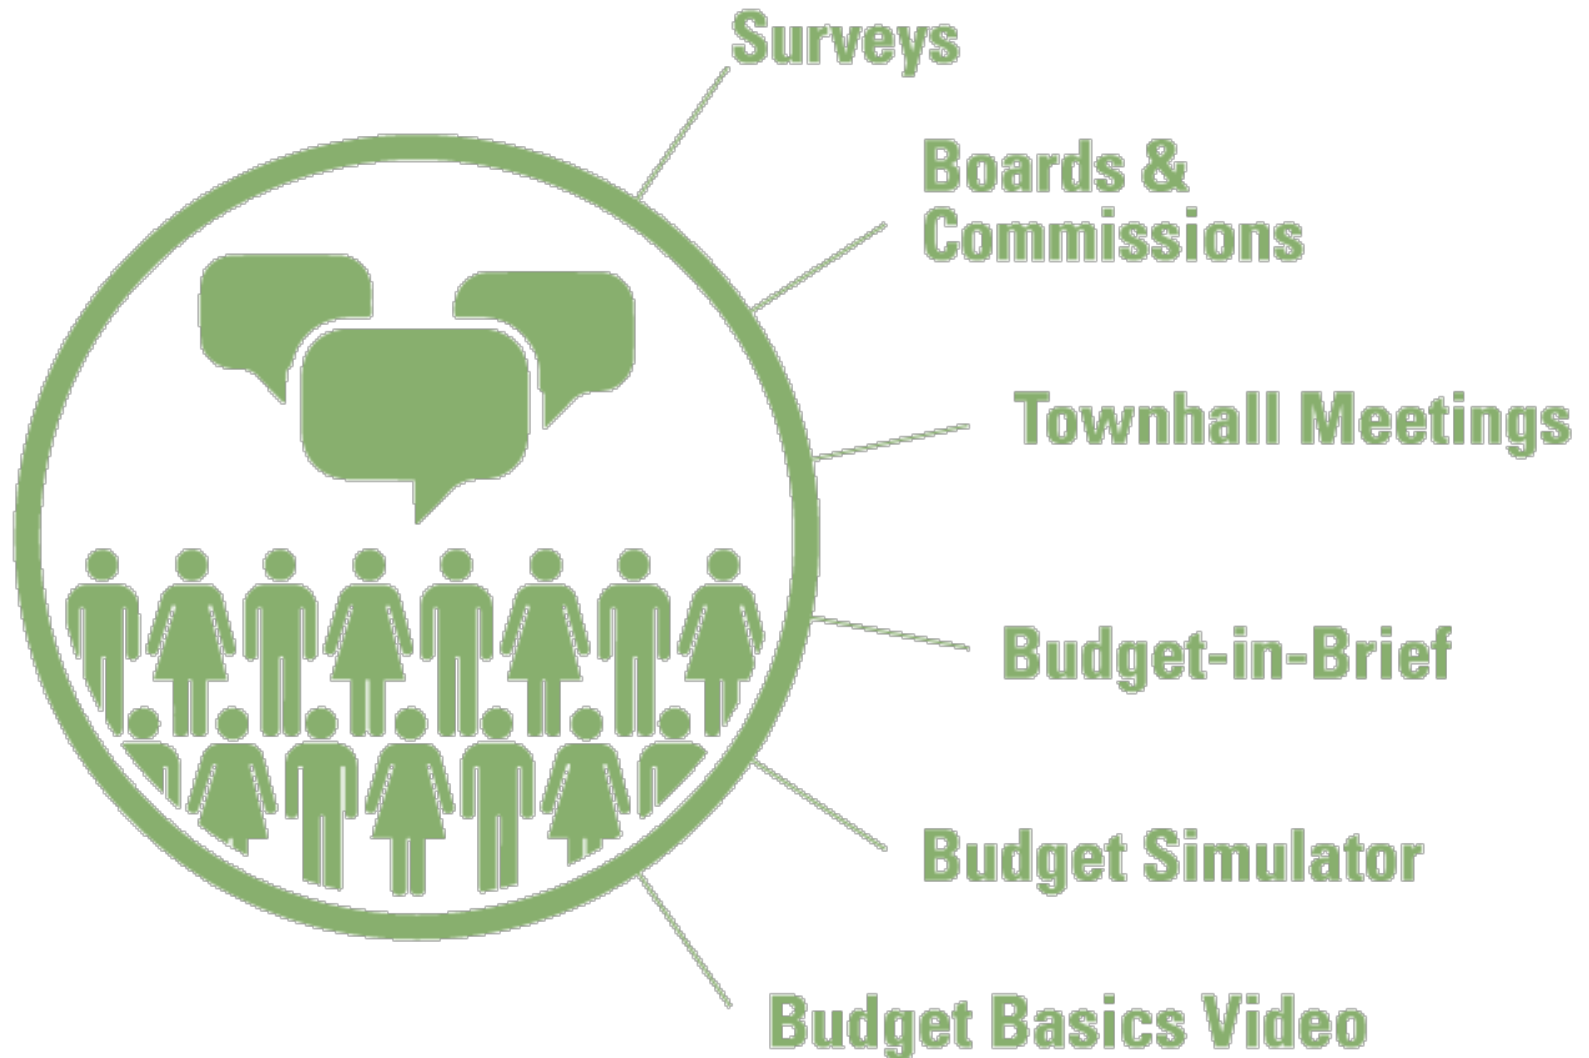 Surveys
Boards &
Commissions
Townhall Meetings
Budget-in-Brief
Budget Simulator
Budget Basics Video